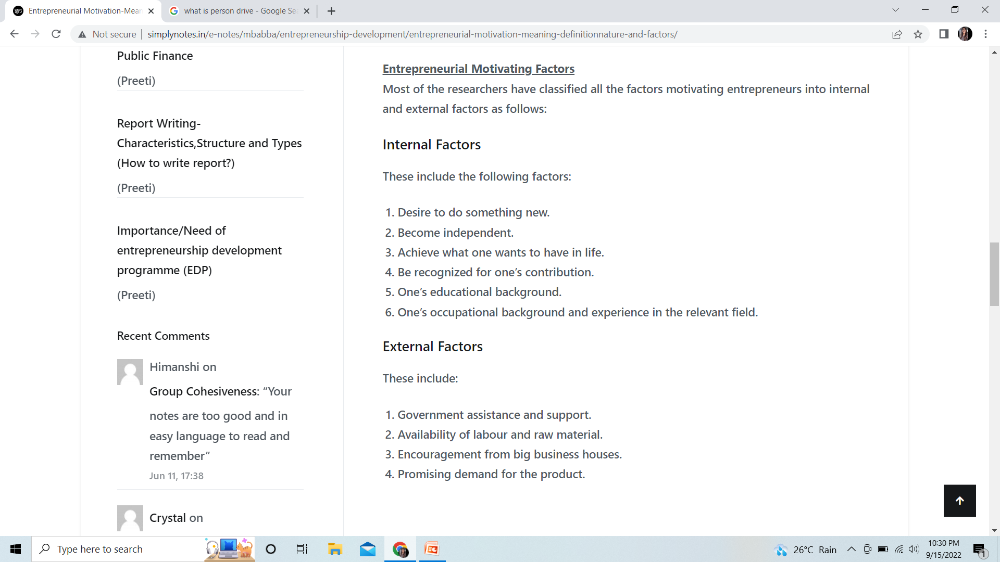 Entrepreneurial Motivation-Mean
what is person drive - Google Se
Not secure
simplynotes.in/e-notes/mbabba/entrepreneurship-development/entrepreneurial-motivation-meaning-definitionnature-and-factors/
Public Finance
(Preeti)
Report Writing-
Characteristics,Structure and Types
(How to write report?)
(Preeti)
Importance/Need of
entrepreneurship development
programme (EDP)
(Preeti)
Recent Comments
Himanshi on
Group Cohesiveness: “Your
notes are too good and in
easy language to read and
remember”
Jun 11, 17:38
Crystal on
Entrepreneurial Motivating Factors
Most of the researchers have classified all the factors motivating entrepreneurs into internal
and external factors as follows:
Internal Factors
These include the following factors:
1. Desire to do something new.
2. Become independent.
3. Achieve what one wants to have in life.
4. Be recognized for one’s contribution.
5. One’s educational background.
6. One’s occupational background and experience in the relevant field.
External Factors
These include:
1. Government assistance and support.
2. Availability of labour and raw material.
3. Encouragement from big business houses.
4. Promising demand for the product.
Type here to search
26°C Rain
10:30 PM
9/15/2022
1